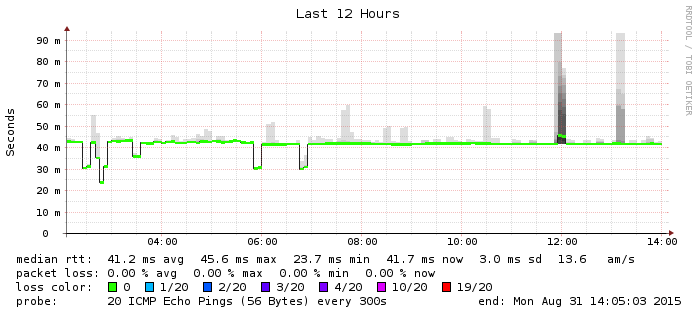 Last 12 Hours
RRDTOOL / TOBI OETIKER
Seconds
90 m
80 m
70 m
60 m
50 m
40 m
30 m
20 m
10 m
0
04:00 06:00 08:00 10:00 12:00 14:00
median rtt: 41.2 ms avg 45.6 ms max 23.7 ms min 41.7 ms now 3.0 ms sd 13.6 am/s
packet loss: 0.00 % avg 0.00 % max 0.00 % min 0.00 % now
loss color: 0 1/20 2/20 3/20 4/20 10/20 19/20
probe: 20 ICMP Echo Pings (56 Bytes) every 300s end: Mon Aug 31 14:05:03 2015